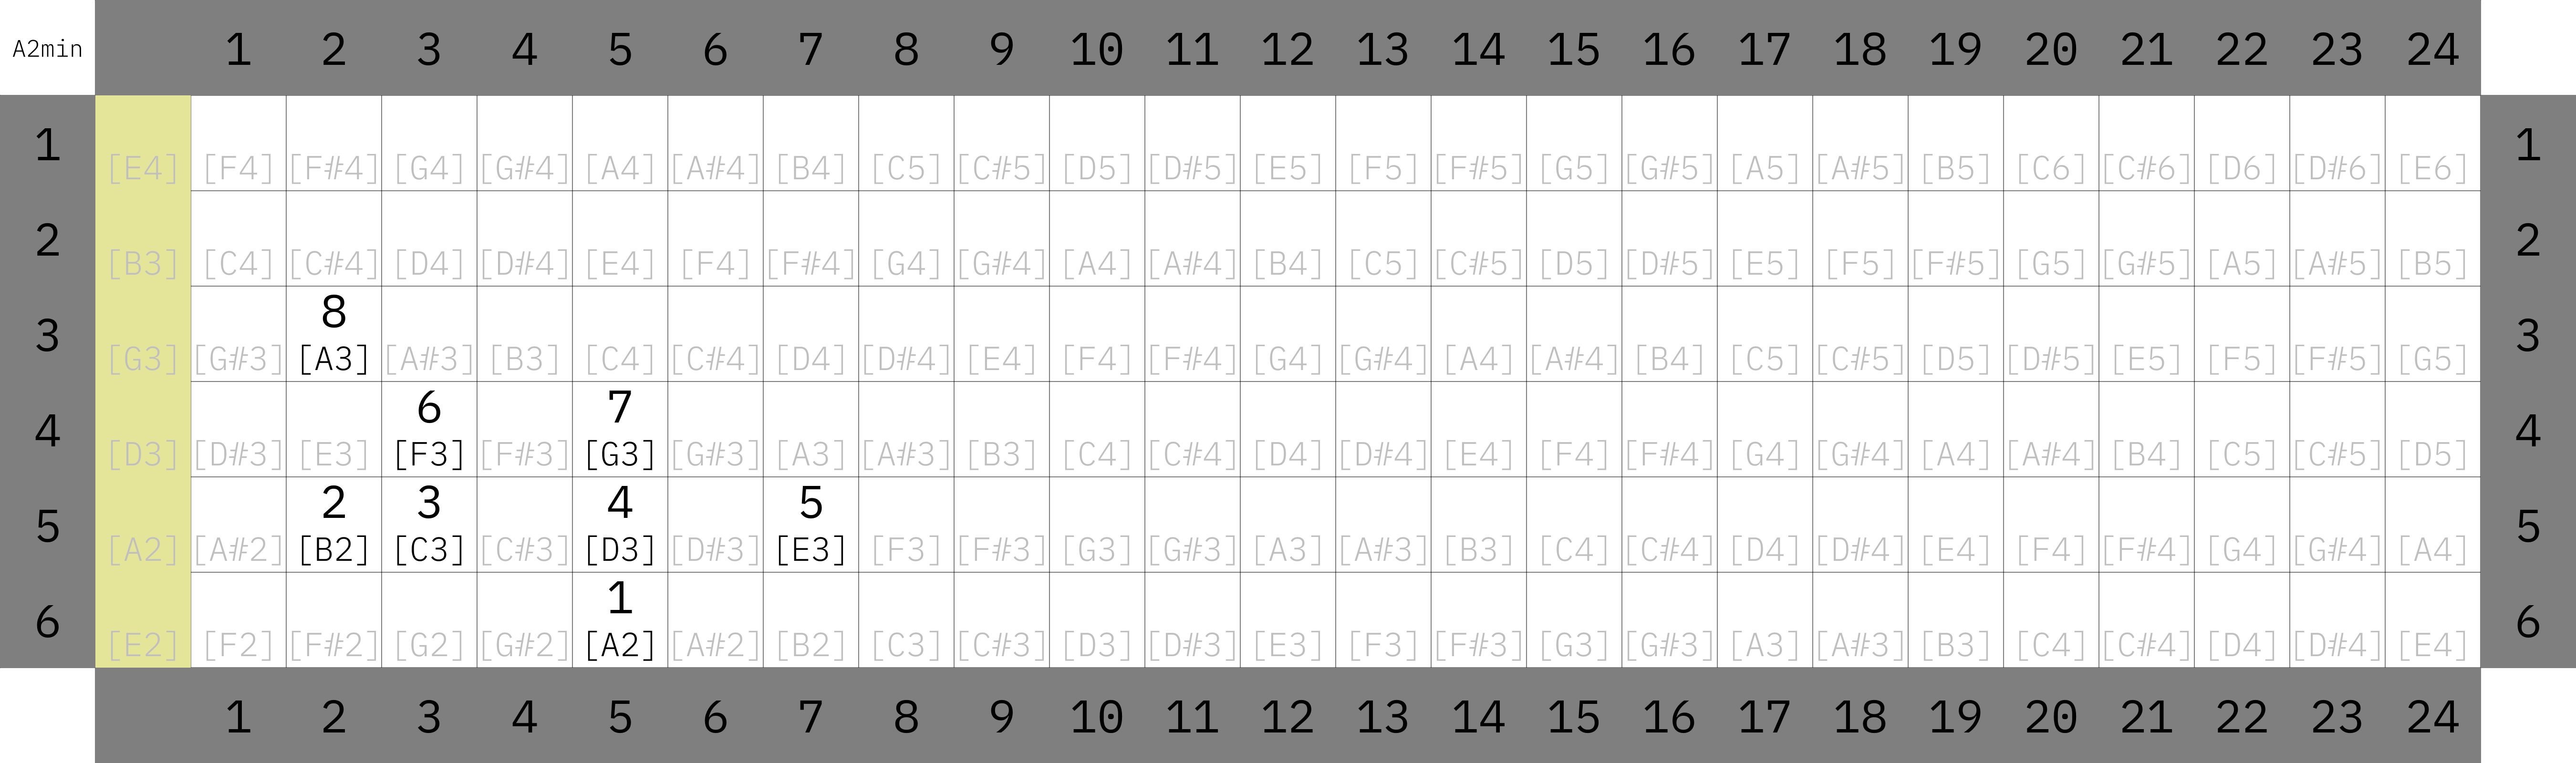 A2min 1 2 3 4 5 6 7 8 9 10 11 12 13 14 15 16 17 18 19 20 21 22 23 24
1 [E4] [F4] [F#4] [G4] [G#4] [A4] [A#4] [B4] [C5] [C#5] [D5] [D#5] [E5] [F5] [F#5] [G5] [G#5] [A5] [A#5] [B5] [C6] [C#6] [D6] [D#6] [E6] 1
2 [B3] [C4] [C#4] [D4] [D#4] [E4] [F4] [F#4] [G4] [G#4] [A4] [A#4] [B4] [C5] [C#5] [D5] [D#5] [E5] [F5] [F#5] [G5] [G#5] [A5] [A#5] [B5] 2
8
3 [G3] [G#3] [A3] [A#3] [B3] [C4] [C#4] [D4] [D#4] [E4] [F4] [F#4] [G4] [G#4] [A4] [A#4] [B4] [C5] [C#5] [D5] [D#5] [E5] [F5] [F#5] [G5] 3
6 7
4 [D3] [D#3] [E3] [F3] [F#3] [G3] [G#3] [A3] [A#3] [B3] [C4] [C#4] [D4] [D#4] [E4] [F4] [F#4] [G4] [G#4] [A4] [A#4] [B4] [C5] [C#5] [D5] 4
2 3 4 5
5 [A2] [A#2] [B2] [C3] [C#3] [D3] [D#3] [E3] [F3] [F#3] [G3] [G#3] [A3] [A#3] [B3] [C4] [C#4] [D4] [D#4] [E4] [F4] [F#4] [G4] [G#4] [A4] 5
1
6 [E2] [F2] [F#2] [G2] [G#2] [A2] [A#2] [B2] [C3] [C#3] [D3] [D#3] [E3] [F3] [F#3] [G3] [G#3] [A3] [A#3] [B3] [C4] [C#4] [D4] [D#4] [E4] 6
1 2 3 4 5 6 7 8 9 10 11 12 13 14 15 16 17 18 19 20 21 22 23 24